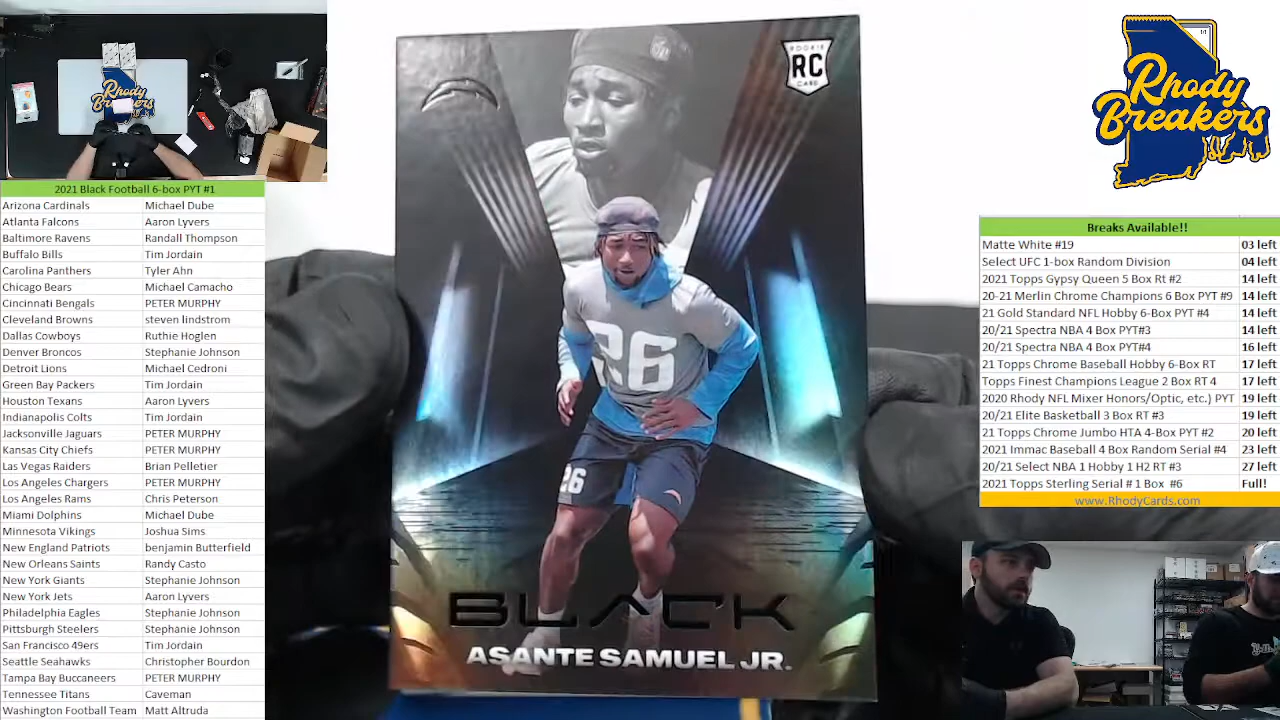 2021 Black Football 6-box PYT #1
Arizona Cardinals Michael Dube
Atlanta Falcons Aaron Lyvers
Baltimore Ravens Randall Thompson
Buffalo Bills Tim Jordain
Carolina Panthers Tyler Ahn
Chicago Bears Michael Camacho
Cincinnati Bengals PETER MURPHY
Cleveland Browns steven lindstrom
Dallas Cowboys Ruthie Hoglen
Denver Broncos Stephanie Johnson
Detroit Lions Michael Cedroni
Green Bay Packers Tim Jordain
Houston Texans Aaron Lyvers
Indianapolis Colts Tim Jordain
Jacksonville Jaguars PETER MURPHY
Kansas City Chiefs PETER MURPHY
Las Vegas Raiders Brian Pelletier
Los Angeles Chargers PETER MURPHY
Los Angeles Rams Chris Peterson
Miami Dolphins Michael Dube
Minnesota Vikings Joshua Sims
New England Patriots benjamin Butterfield
New Orleans Saints Randy Casto
New York Giants Stephanie Johnson
New York Jets Aaron Lyvers
Philadelphia Eagles Stephanie Johnson
Pittsburgh Steelers Stephanie Johnson
San Francisco 49ers Tim Jordain
Seattle Seahawks Christopher Bourdon
Tampa Bay Buccaneers PETER MURPHY
Tennessee Titans Caveman
Washington Football Team Matt Altruda
Rhody
Breakers
ROOKIE
RC
CARD
26
26
BLACK
ASANTE SAMUEL JR.
Rhody
Breakers
Breaks Available!!
Matte White #19 03 left
Select UFC 1-box Random Division 04 left
2021 Topps Gypsy Queen 5 Box Rt #2 14 left
20-21 Merlin Chrome Champions 6 Box PYT #9 14 left
21 Gold Standard NFL Hobby 6-Box PYT #4 14 left
20/21 Spectra NBA 4 Box PYT#3 14 left
20/21 Spectra NBA 4 Box PYT#4 16 left
21 Topps Chrome Baseball Hobby 6-Box RT 17 left
Topps Finest Champions League 2 Box RT 4 17 left
2020 Rhody NFL Mixer Honors/Optic, etc.) PYT 19 left
20/21 Elite Basketball 3 Box RT #3 19 left
21 Topps Chrome Jumbo HTA 4-Box PYT #2 20 left
2021 Immac Baseball 4 Box Random Serial #4 23 left
20/21 Select NBA 1 Hobby 1 H2 RT #3 27 left
2021 Topps Sterling Serial # 1 Box #6 Full!
www.RhodyCards.com